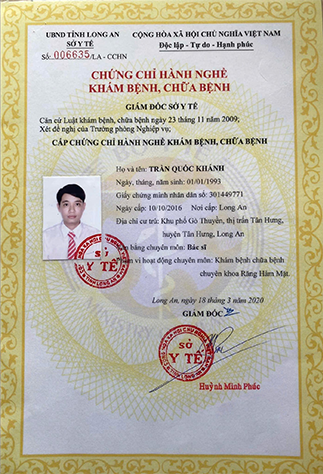 UBND TỈNH LONG AN
SỞ Y TẾ
Số: 006635/LA - CCHN
CỘNG HÒA XÃ HỘI CHỦ NGHĨA VIỆT NAM
Độc lập - Tự do - Hạnh phúc
CHỨNG CHỈ HÀNH NGHỀ
KHÁM BỆNH, CHỮA BỆNH
GIÁM ĐỐC SỞ Y TẾ
Căn cứ Luật khám bệnh, chữa bệnh ngày 23 tháng 11 năm 2009;
Xét đề nghị của Trưởng phòng Nghiệp vụ;
CẤP CHỨNG CHỈ HÀNH NGHỀ KHÁM BỆNH, CHỮA BỆNH
Họ và tên: TRẦN QUỐC KHÁNH
Ngày, tháng, năm sinh: 01/01/1993
Giấy chứng minh nhân dân số: 301449771
Ngày cấp: 10/10/2016 Nơi cấp: Long An
Địa chỉ cư trú: Khu phố Gò Thuyền, thị trấn Tân Hưng,
huyện Tân Hưng, Long An
bằng chuyên môn: Bác sĩ
vi hoạt động chuyên môn: Khám bệnh chữa bệnh
chuyên khoa Răng Hàm Mặt.
SỞ
Y TẾ
Long An, ngày 18 tháng 3 năm 2020
GIÁM ĐỐC
SỞ
Y TẾ
Huỳnh Minh Phúc